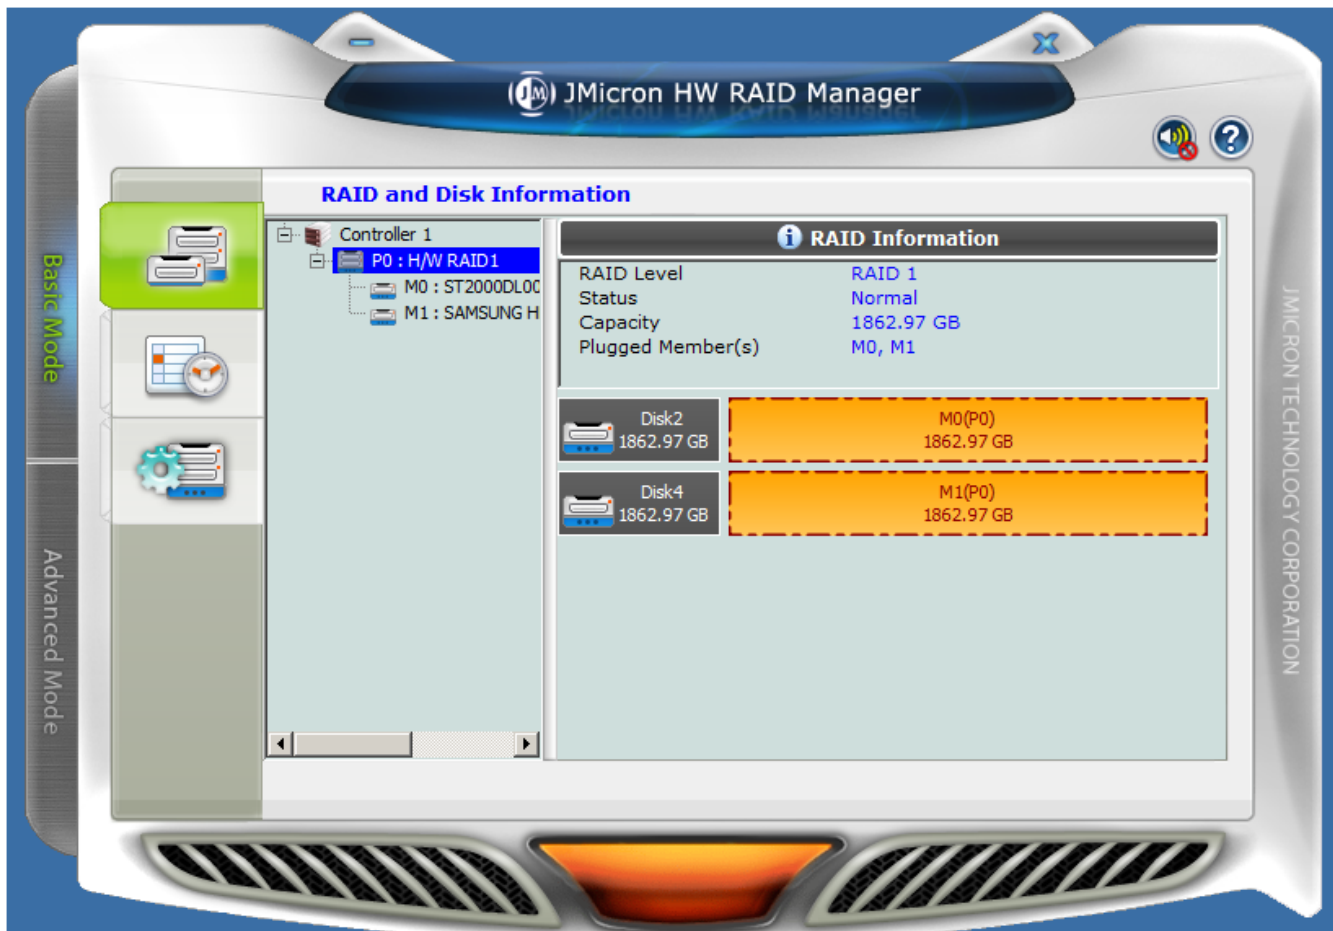 JM JMicron HW RAID Manager
RAID and Disk Information
Basic Mode
Advanced Mode
Controller 1
P0 : H/W RAID1
M0 : ST2000DL00
M1 : SAMSUNG H
RAID Information
RAID Level RAID 1
Status Normal
Capacity 1862.97 GB
Plugged Member(s) M0, M1
Disk2
1862.97 GB
M0(P0)
1862.97 GB
Disk4
1862.97 GB
M1(P0)
1862.97 GB
JMICRON TECHNOLOGY CORPORATION